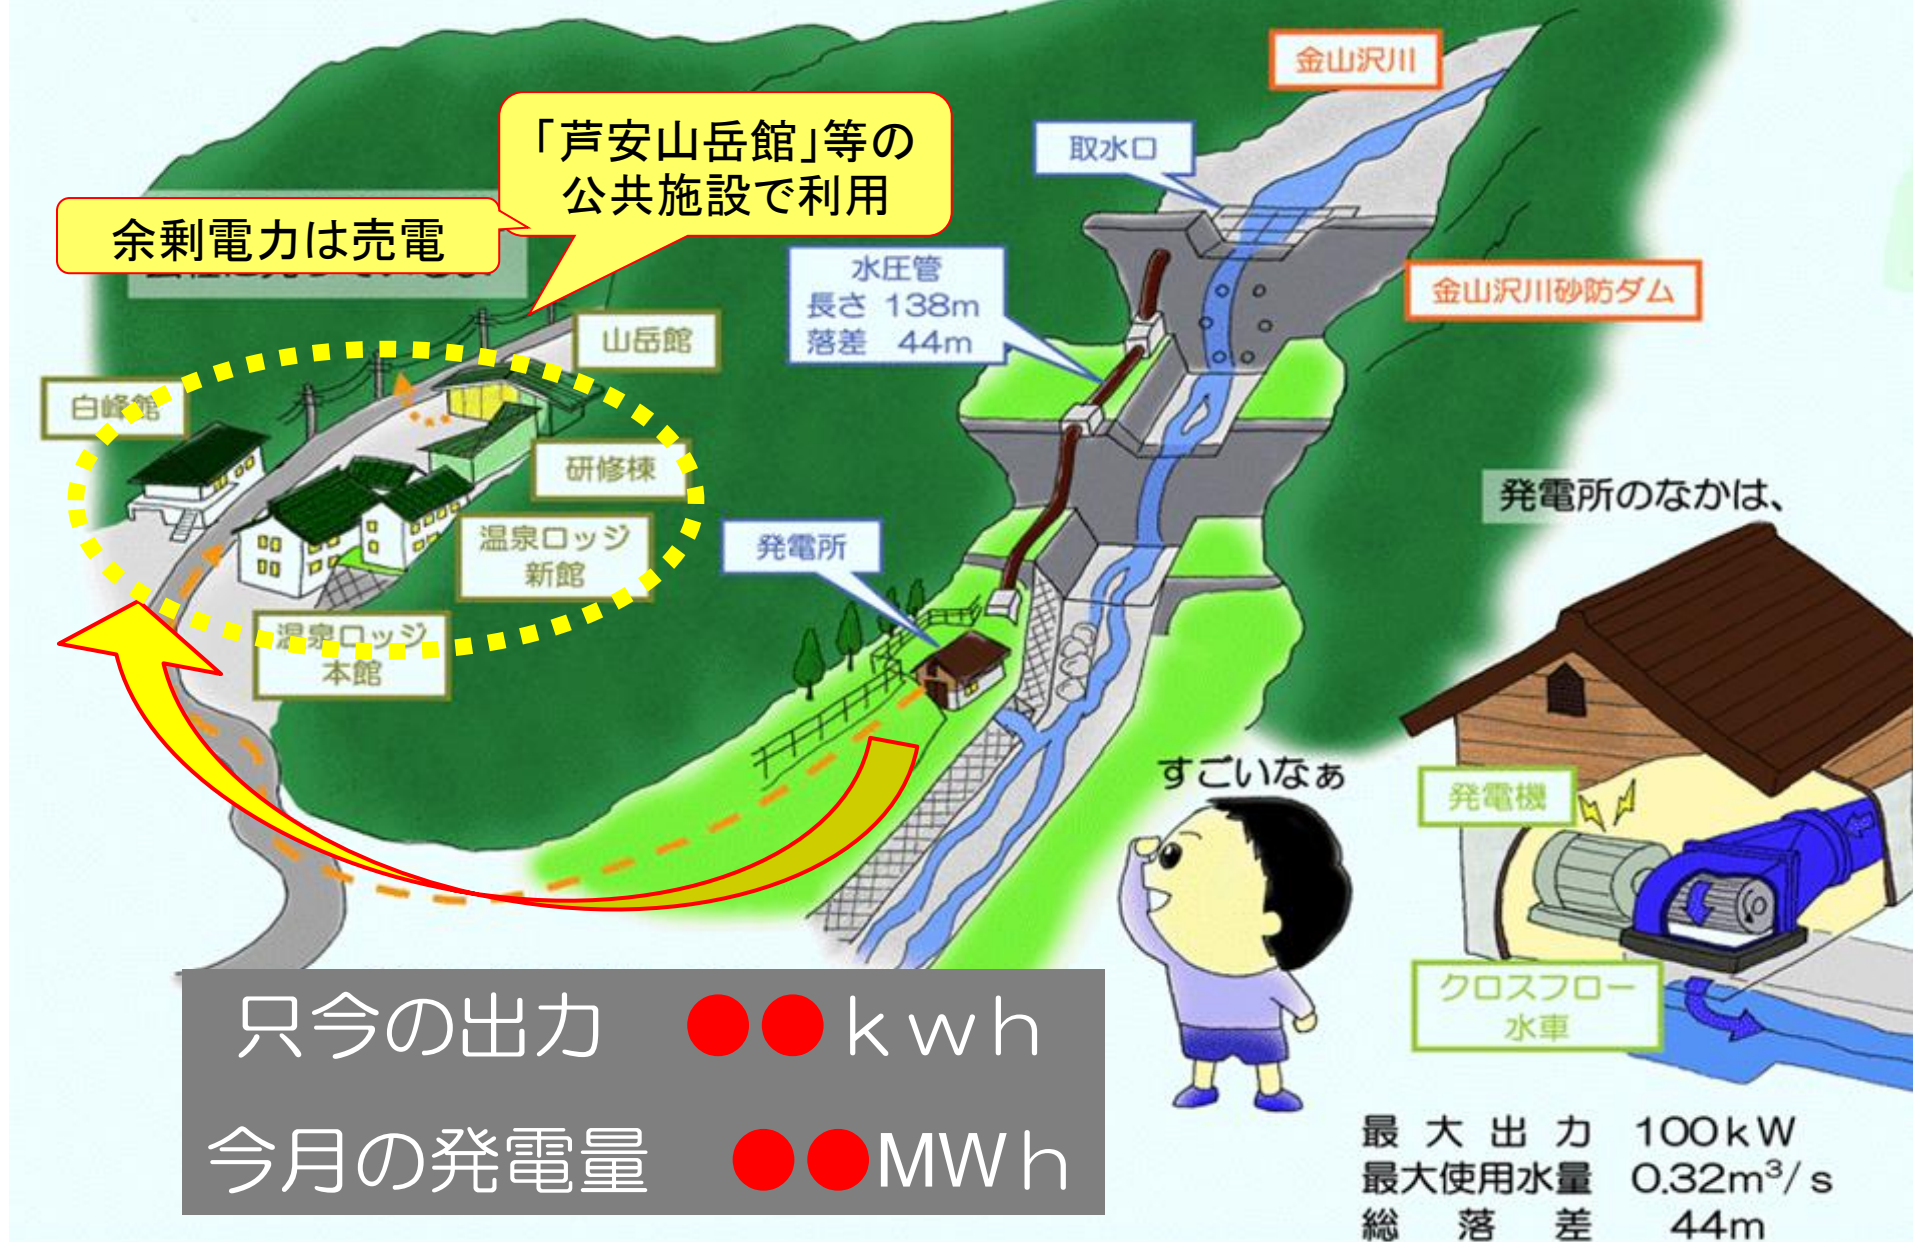 金山沢川
「芦安山岳館」等の
公共施設で利用
取水口
余剰電力は売電
水圧管
長さ 138m
落差 44m
金山沢川砂防ダム
山岳館
白峰館
研修棟
発電所のなかは、
温泉ロッジ
新館
発電所
温泉ロッジ
本館
すごいなぁ
発電機
クロスフロー
水車
只今の出力 ●●kwh
今月の発電量 ●●MWh
最大出力 100kW
最大使用水量 0.32m³/s
総落差 44m